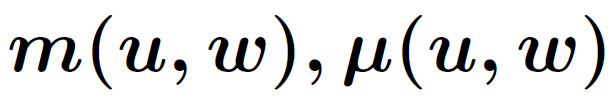 m(u, w), μ(u, w)